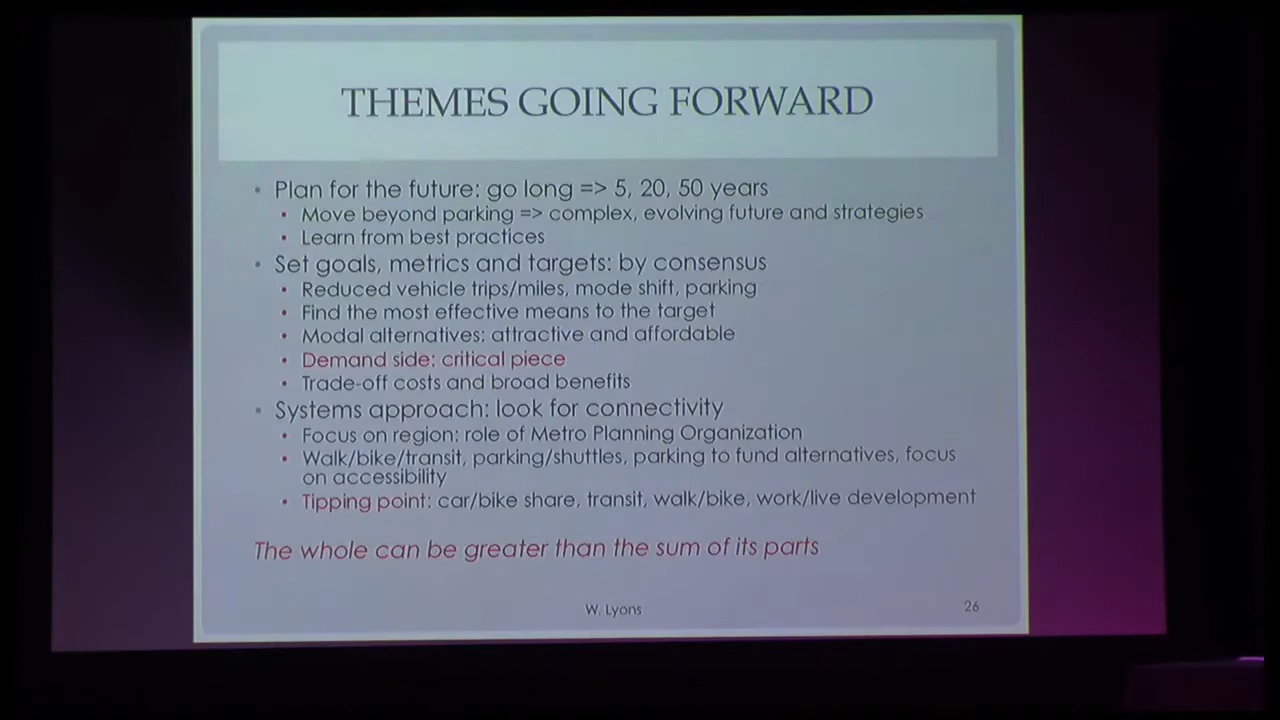 THEMES GOING FORWARD
• Plan for the future: go long => 5, 20, 50 years
• Move beyond parking => complex, evolving future and strategies
• Learn from best practices
• Set goals, metrics and targets: by consensus
• Reduced vehicle trips/miles, mode shift, parking
• Find the most effective means to the target
• Modal alternatives: attractive and affordable
• Demand side: critical piece
• Trade-off costs and broad benefits
• Systems approach: look for connectivity
• Focus on region: role of Metro Planning Organization
• Walk/bike/transit, parking/shuttles, parking to fund alternatives, focus
on accessibility
• Tipping point: car/bike share, transit, walk/bike, work/live development
The whole can be greater than the sum of its parts
W. Lyons
26